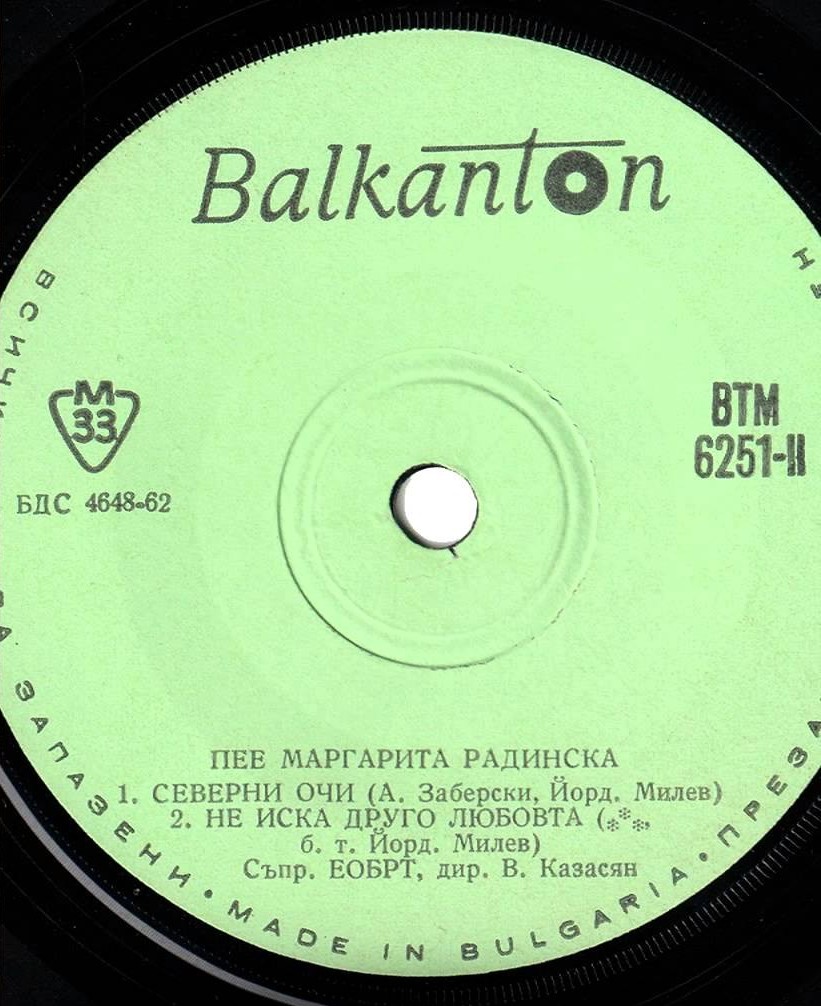 Balkanton
M
33
БДС 4648-62
ВТМ
6251-II
ПЕЕ МАРГАРИТА РАДИНСКА
1. СЕВЕРНИ ОЧИ (А. Заберски, Йорд. Милев)
2. НЕ ИСКА ДРУГО ЛЮБОВТА (***,
б. т. Йорд. Милев)
Съпр. ЕОБРТ, дир. В. Казасян
ЗАПАЗЕНИ • MADE IN BULGARIA •